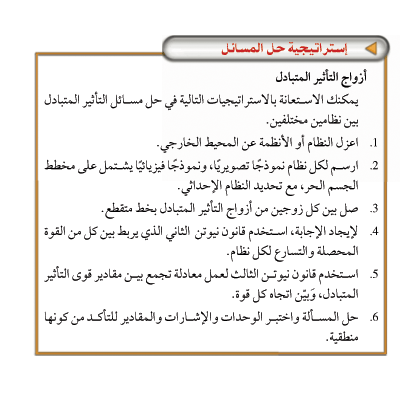 إستراتيجية حل المسائل
أزواج التأثير المتبادل
يمكنك الاستعانة بالاستراتيجيات التالية في حل مسائل التأثير المتبادل
بين نظامين مختلفين.
1. اعزل النظام أو الأنظمة عن المحيط الخارجي.
2. ارسم لكل نظام نموذجًا تصويريًا، ونموذجًا فيزيائيًا يشتمل على مخطط
الجسم الحر، مع تحديد النظام الإحداثي.
3. صل بين كل زوجين من أزواج التأثير المتبادل بخط متقطع.
4. لإيجاد الإجابة، استخدم قانون نيوتن الثاني الذي يربط بين كل من القوة
المحصلة والتسارع لكل نظام.
5. استخدم قانون نيوتن الثالث لعمل معادلة تجمع بين مقادير قوى التأثير
المتبادل، وَبيّن اتجاه كل قوة.
6. حل المسألة واختبر الوحدات والإشارات والمقادير للتأكد من كونها
منطقية.